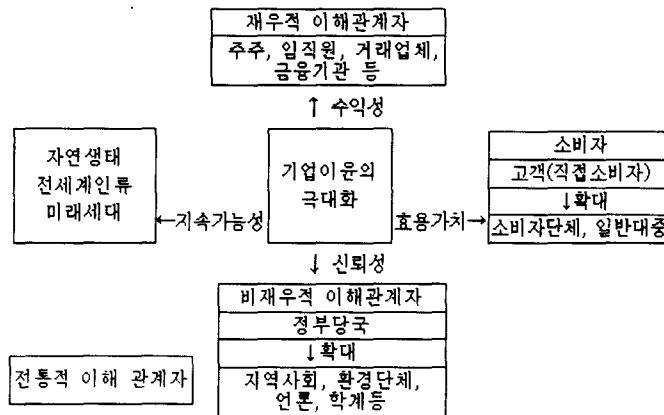 재우적 이해관계자
주주, 임직원, 거래업체,
금융기관 등
↑ 수익성
자연생태
전세계인류
미래세대
←지속가능성
기업이윤의
극대화
효용가치→
소비자
고객(직접소비자)
↓확대
소비자단체, 일반대중
↓ 신뢰성
비재우적 이해관계자
정부당국
↓확대
지역사회, 환경단체,
언론, 학계등
전통적 이해 관계자